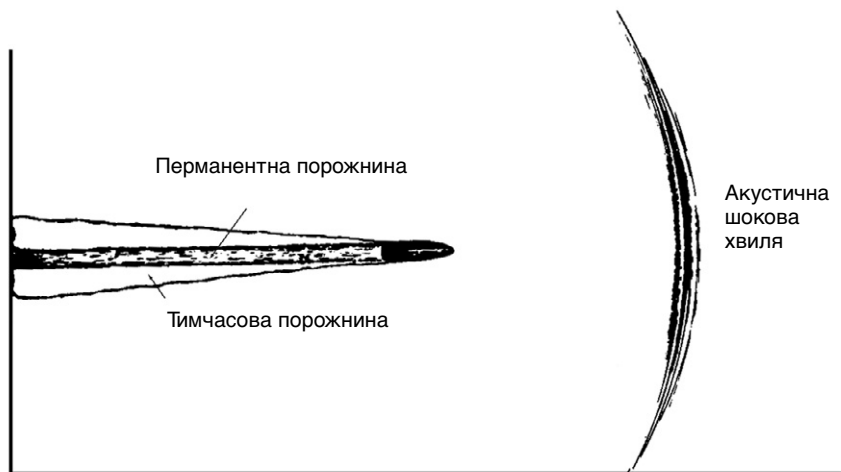 Перманентна порожнина
Акустична
шокова
хвиля
Тимчасова порожнина